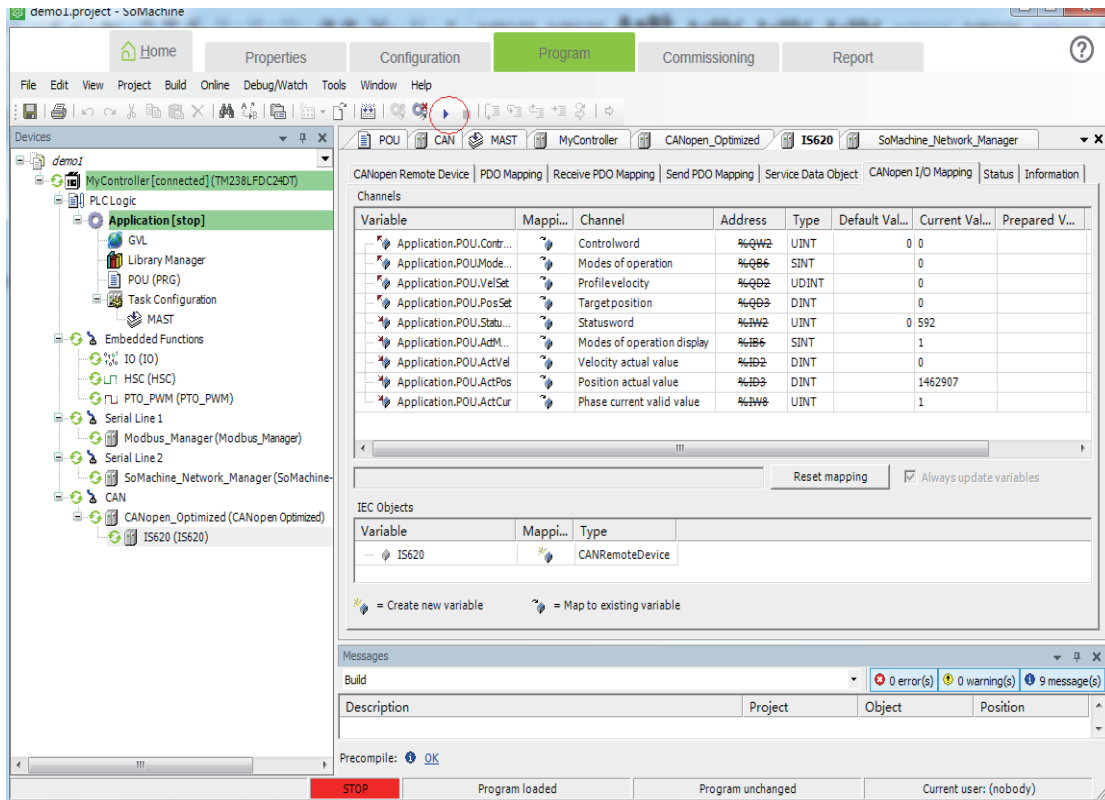 demo1.project - SoMachine
Home Properties Configuration Program Commissioning Report ?
File Edit View Project Build Online Debug/Watch Tools Window Help
Devices
demo1
MyController [connected] (TM238LFDC24DT)
PLC Logic
Application [stop]
GVL
Library Manager
POU (PRG)
Task Configuration
MAST
Embedded Functions
IO (IO)
HSC (HSC)
PTO_PWM (PTO_PWM)
Serial Line 1
Modbus_Manager (Modbus_Manager)
Serial Line 2
SoMachine_Network_Manager (SoMachine-
CAN
CANopen_Optimized (CANopen Optimized)
IS620 (IS620)
POU CAN MAST MyController CANopen_Optimized IS620 SoMachine_Network_Manager
CANopen Remote Device PDO Mapping Receive PDO Mapping Send PDO Mapping Service Data Object CANopen I/O Mapping Status Information
Channels
Variable Mappi... Channel Address Type Default Val... Current Val... Prepared V...
Application.POU.Contr... Controlword %QW2 UINT 0 0
Application.POU.Mode... Modes of operation %QB6 SINT 0
Application.POU.VelSet Profilevelocity %QD2 UDINT 0
Application.POU.PosSet Targetposition %QD3 DINT 0
Application.POU.Statu... Statusword %IW2 UINT 0 592
Application.POU.ActM... Modes of operation display %IB6 SINT 1
Application.POU.ActVel Velocity actual value %ID2 DINT 0
Application.POU.ActPos Position actual value %ID3 DINT 1462907
Application.POU.ActCur Phase current valid value %IW8 UINT 1
Reset mapping Always update variables
IEC Objects
Variable Mappi... Type
IS620 CANRemoteDevice
= Create new variable = Map to existing variable
Messages
Build 0 error(s) 0 warning(s) 9 message(s)
Description Project Object Position
Precompile: OK
STOP Program loaded Program unchanged Current user: (nobody)